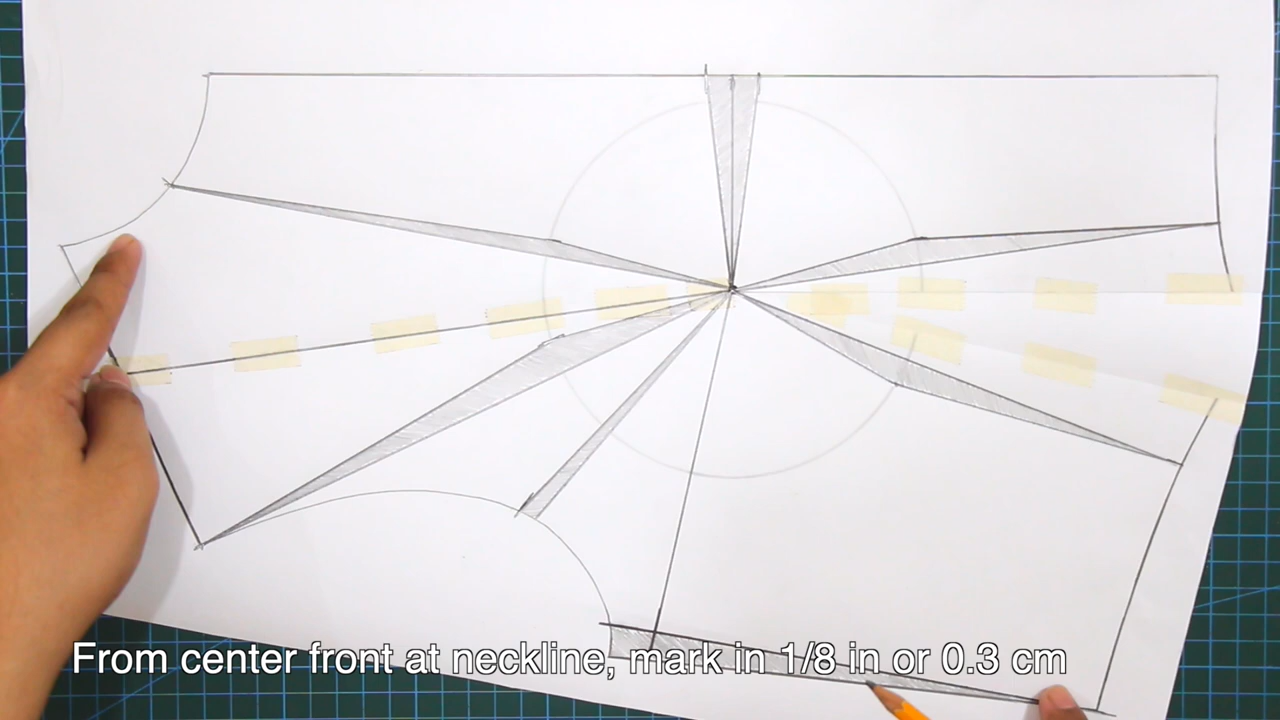 From center front at neckline, mark in 1/8 in or 0.3 cm